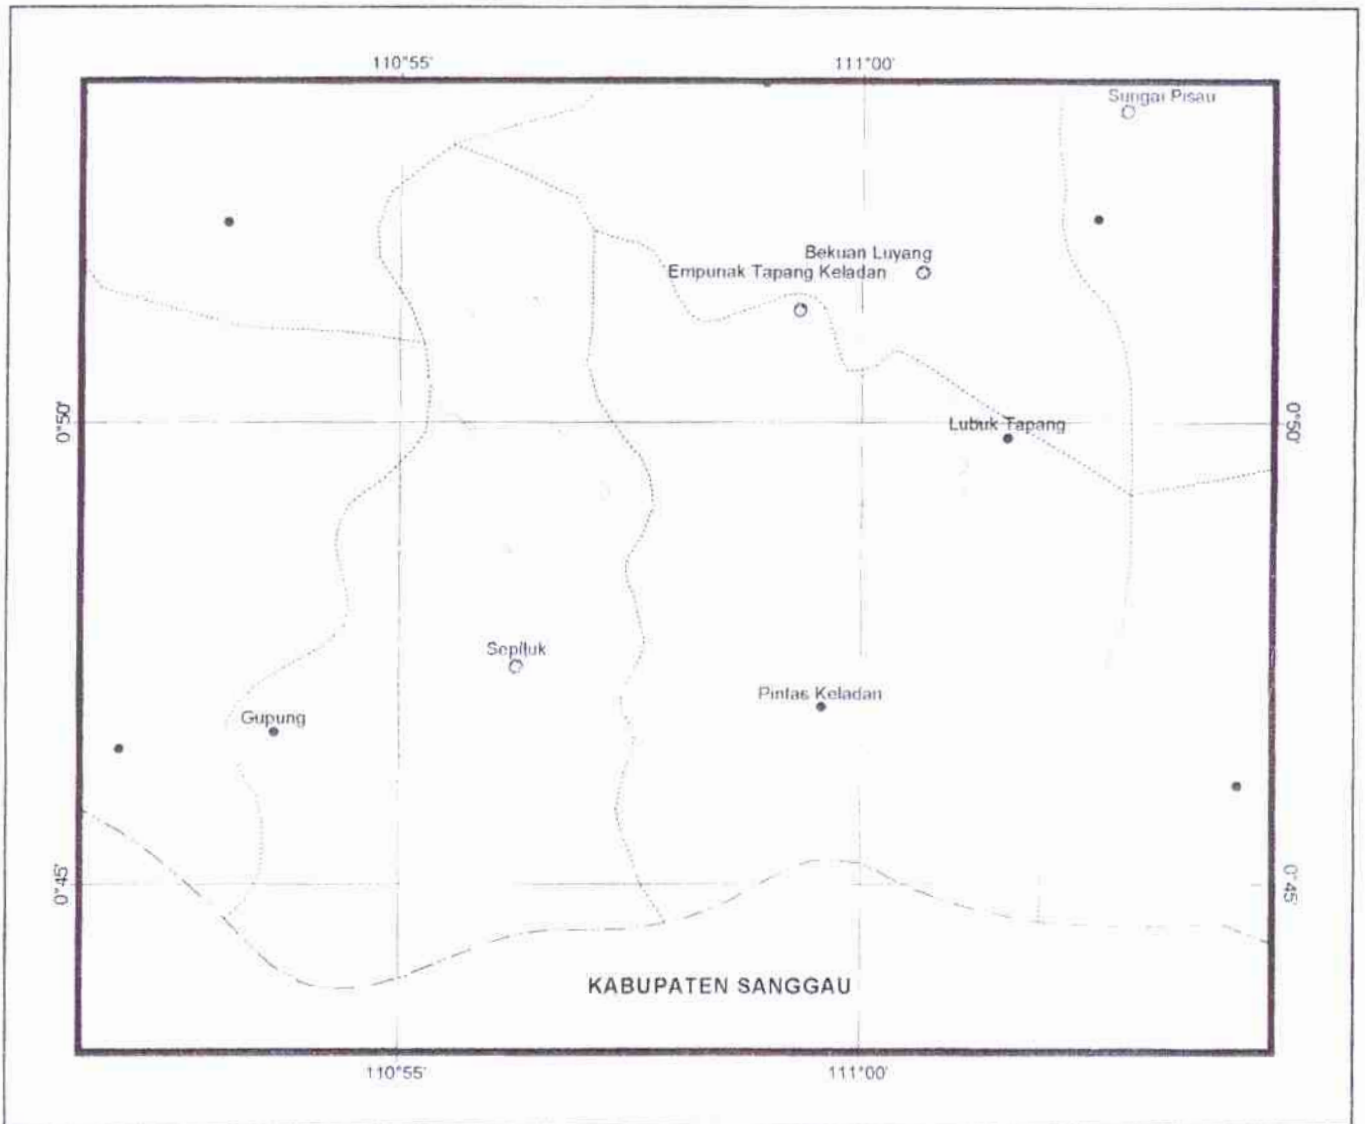 110°55'
111°00'
Sungai Pisau
Bekuan Luyang
Empunak Tapang Keladan
0°50'
0°50'
Lubuk Tapang
Sepiluk
Pintas Keladan
Gupung
0°45'
0°45'
KABUPATEN SANGGAU
110°55'
111°00'